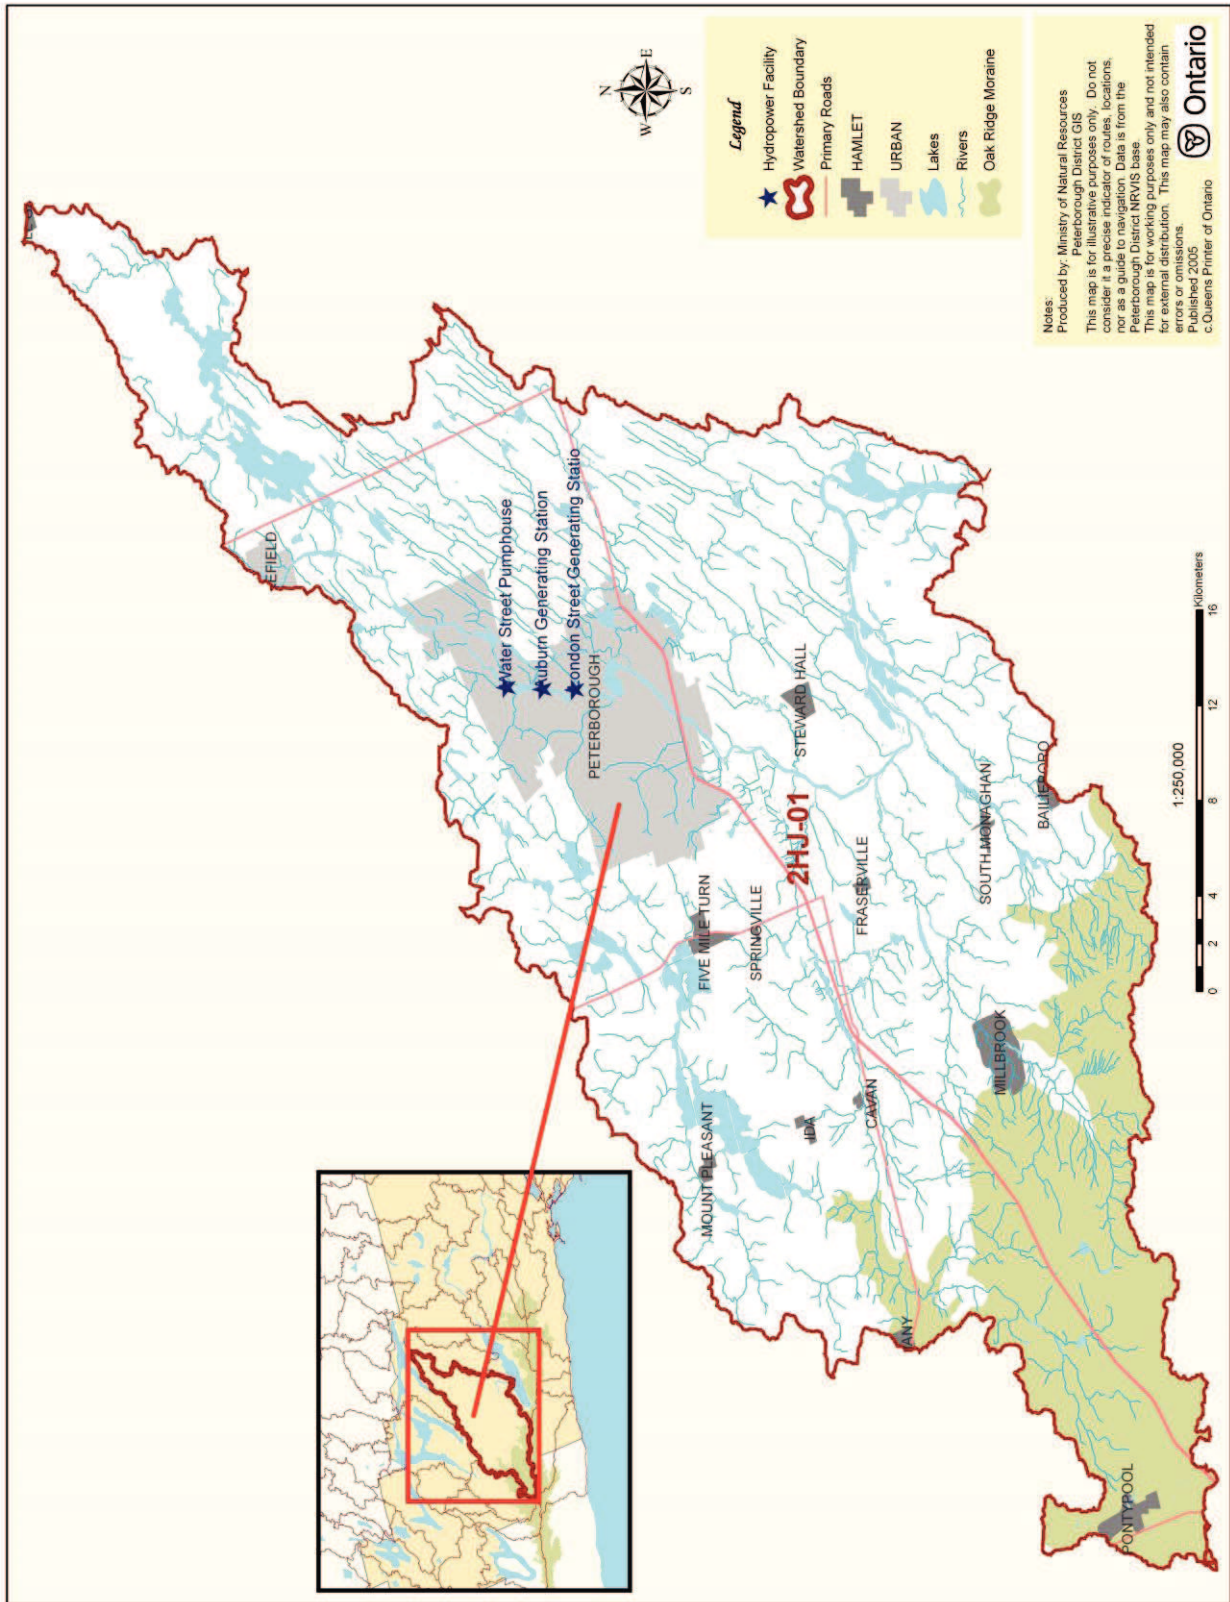 N
W
E
S
Legend
Hydropower Facility
Watershed Boundary
Primary Roads
HAMLET
URBAN
Lakes
Rivers
Oak Ridge Moraine
Notes:
Produced by: Ministry of Natural Resources
Peterborough District GIS
This map is for illustrative purposes only. Do not
consider it a precise indicator of routes, locations,
nor as a guide to navigation. Data is from the
Peterborough District NRVIS base.
This map is for working purposes only and not intended
for external distribution. This map may also contain
errors or omissions.
Published 2005
c.Queens Printer of Ontario
Ontario
EFIELD
Water Street Pumphouse
Auburn Generating Station
London Street Generating Statio
PETERBOROUGH
STEWARD HALL
2HJ-01
FIVE MILE TURN
SPRINGVILLE
FRASERVILLE
SOUTH MONAGHAN
BAILIEBORO
MOUNT PLEASANT
IDA
CAVAN
MILLBROOK
ANY
PONTYPOOL
1:250,000
0 2 4 8 12 16
Kilometers